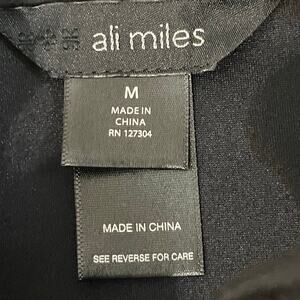 ali miles
M
MADE IN
CHINA
RN 127304
MADE IN CHINA
SEE REVERSE FOR CARE